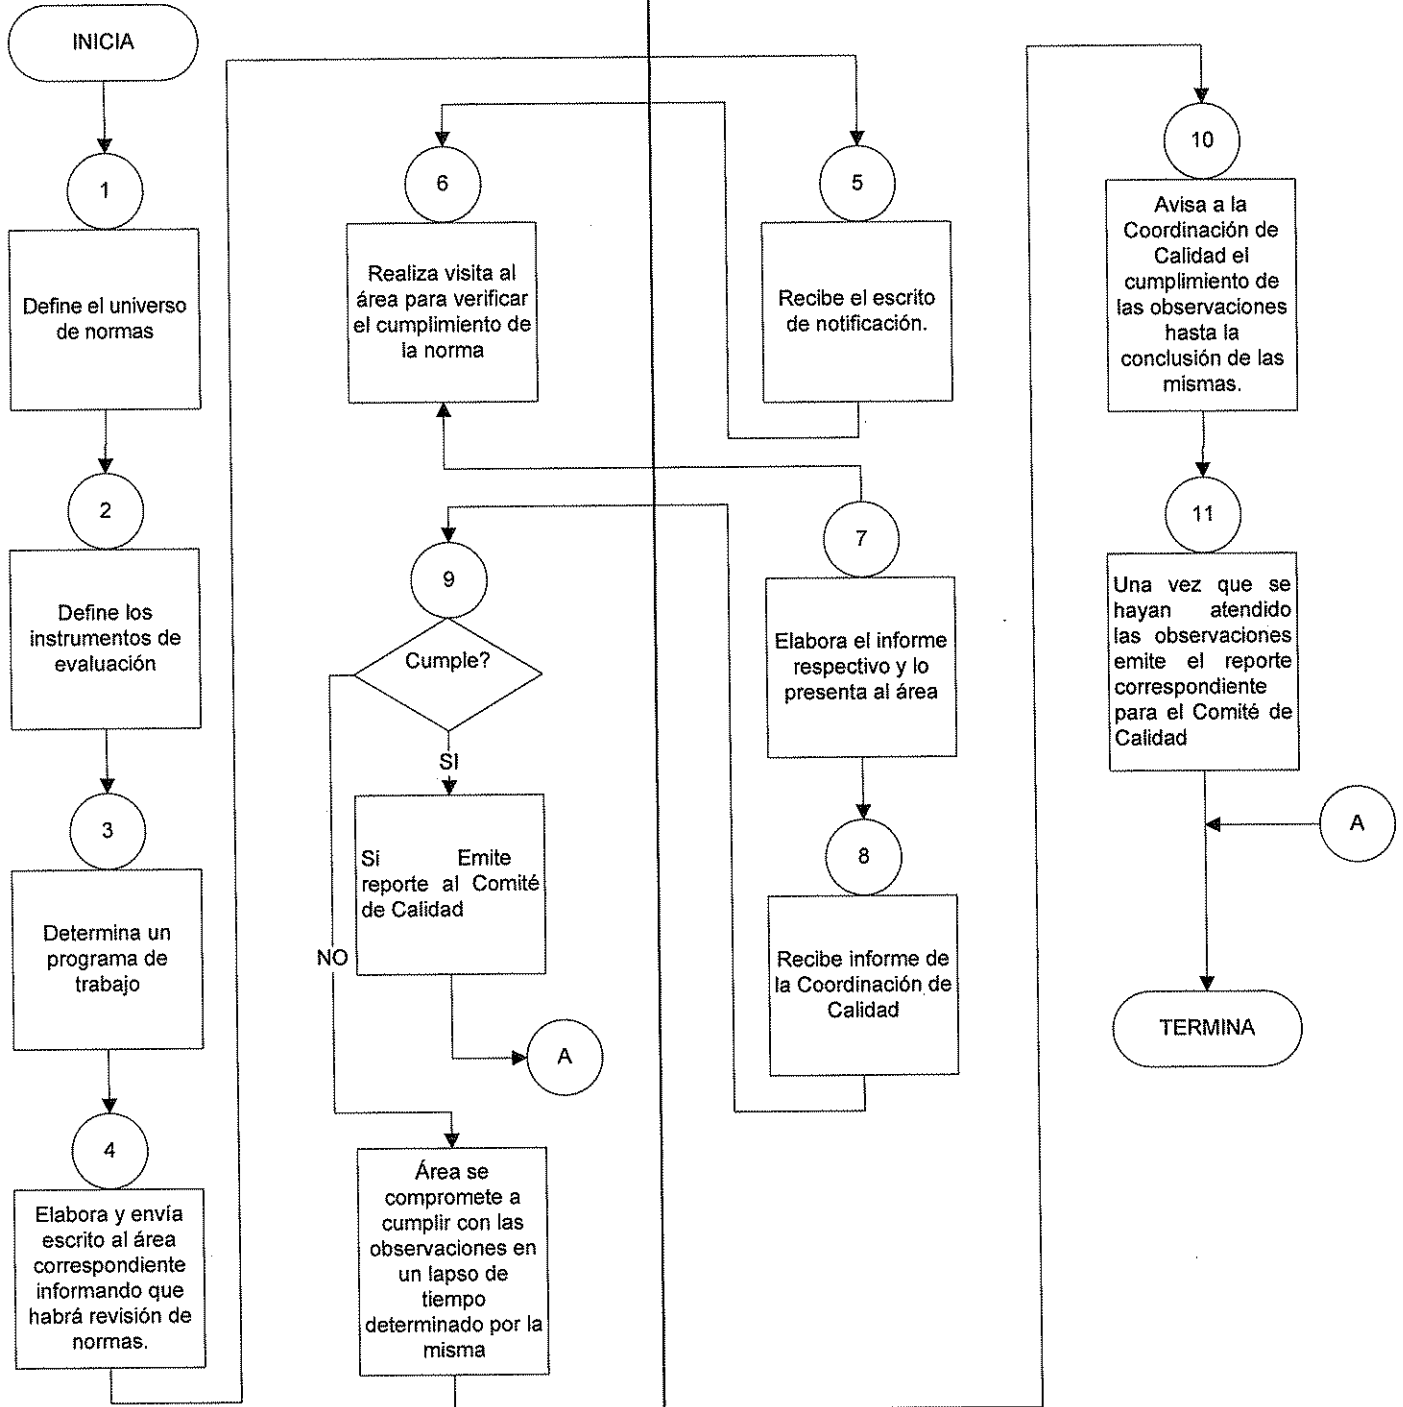 INICIA
1
Define el universo
de normas
2
Define los
instrumentos de
evaluación
3
Determina un
programa de
trabajo
4
Elabora y envía
escrito al área
correspondiente
informando que
habrá revisión de
normas.
5
Recibe el escrito
de notificación.
6
Realiza visita al
área para verificar
el cumplimiento de
la norma
7
Elabora el informe
respectivo y lo
presenta al área
8
Recibe informe de
la Coordinación de
Calidad
9
Cumple?
SI
Si Emite
reporte al Comité
de Calidad
A
NO
Área se
compromete a
cumplir con las
observaciones en
un lapso de
tiempo
determinado por la
misma
10
Avisa a la
Coordinación de
Calidad el
cumplimiento de
las observaciones
hasta la
conclusión de las
mismas.
11
Una vez que se
hayan atendido
las observaciones
emite el reporte
correspondiente
para el Comité de
Calidad
A
TERMINA